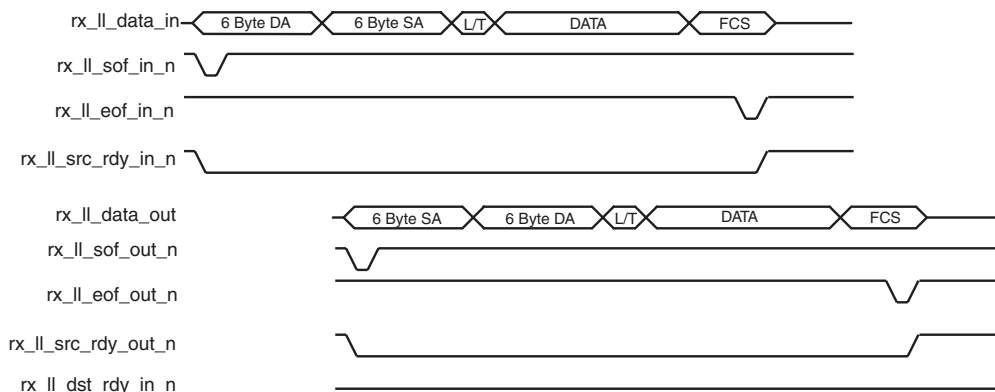 rx_ll_data_in 6 Byte DA 6 Byte SA L/T DATA FCS
rx_ll_sof_in_n
rx_ll_eof_in_n
rx_ll_src_rdy_in_n
rx_ll_data_out 6 Byte SA 6 Byte DA L/T DATA FCS
rx_ll_sof_out_n
rx_ll_eof_out_n
rx_ll_src_rdy_out_n
rx_ll_dst_rdy_in_n